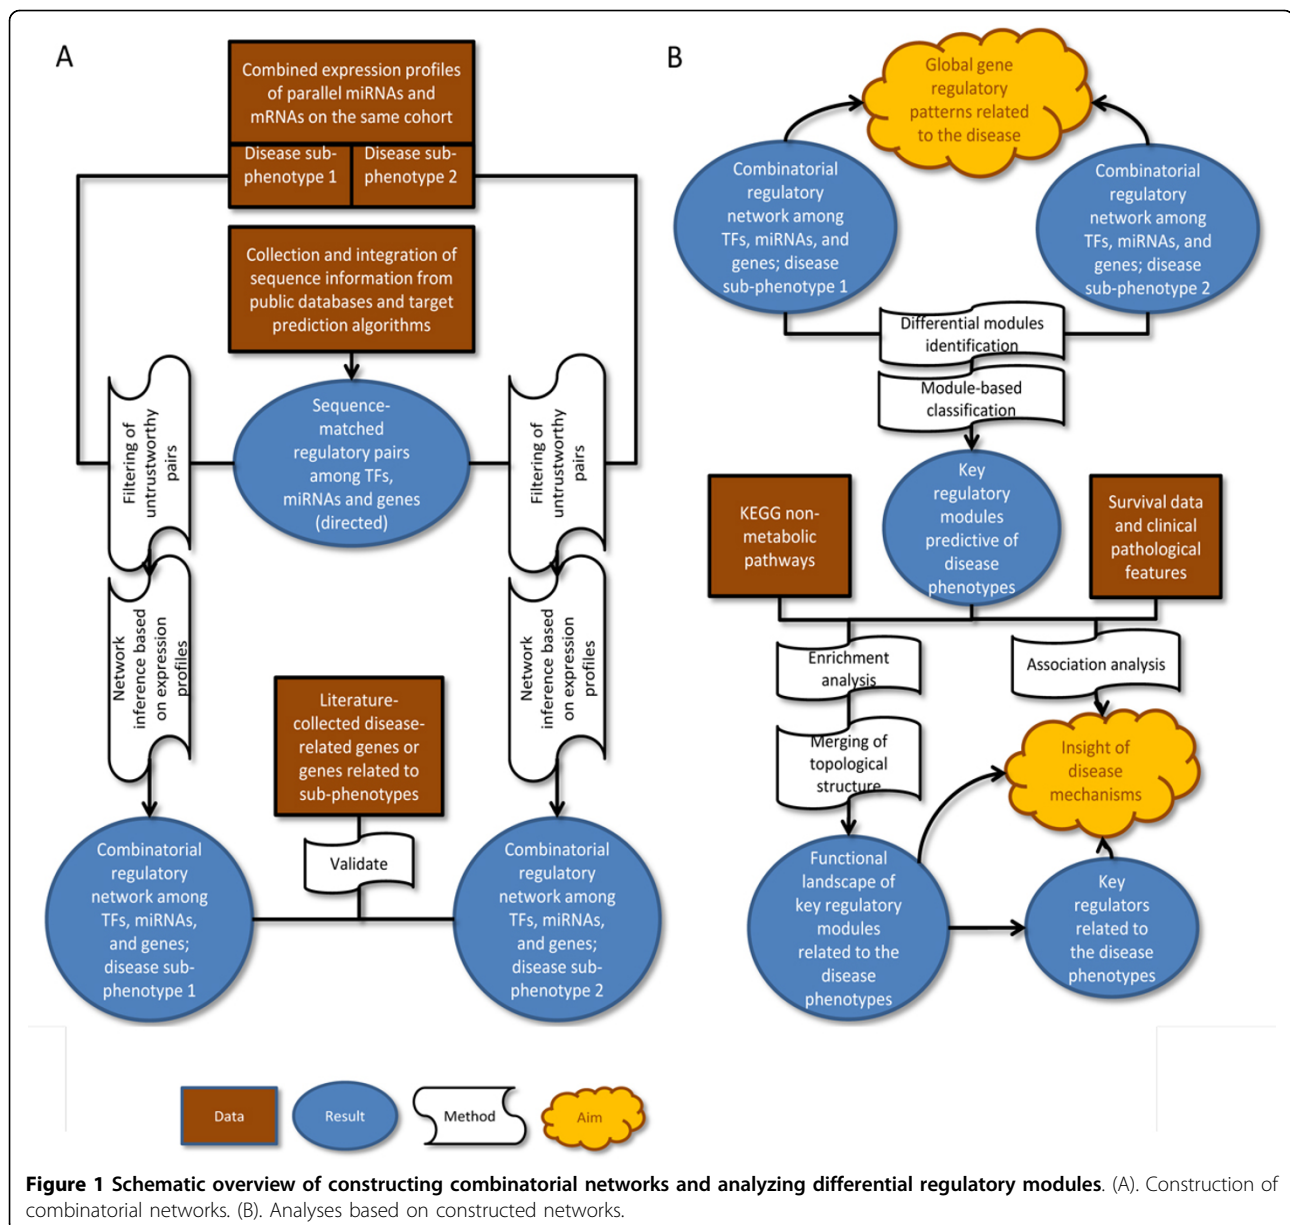 A
Combined expression profiles
of parallel miRNAs and
mRNAs on the same cohort
Disease sub-
phenotype 1
Disease sub-
phenotype 2
Collection and integration of
sequence information from
public databases and target
prediction algorithms
Filtering of
untrustworthy
pairs
Sequence-
matched
regulatory pairs
among TFs,
miRNAs and genes
(directed)
Filtering of
untrustworthy
pairs
Network
inference based
on expression
profiles
Network
inference based
on expression
profiles
Literature-
collected disease-
related genes or
genes related to
sub-phenotypes
Validate
Combinatorial
regulatory
network among
TFs, miRNAs,
and genes;
disease sub-
phenotype 1
Combinatorial
regulatory
network among
TFs, miRNAs,
and genes;
disease sub-
phenotype 2
B
Global gene
regulatory
patterns related
to the disease
Combinatorial
regulatory
network among
TFs, miRNAs, and
genes; disease
sub-phenotype 1
Combinatorial
regulatory
network among
TFs, miRNAs, and
genes; disease
sub-phenotype 2
Differential modules
identification
Module-based
classification
Key
regulatory
modules
predictive of
disease
phenotypes
KEGG non-
metabolic
pathways
Survival data
and clinical
pathological
features
Enrichment
analysis
Association analysis
Merging of
topological
structure
Insight of
disease
mechanisms
Functional
landscape of
key regulatory
modules
related to the
disease
phenotypes
Key
regulators
related to
the disease
phenotypes
Data
Result
Method
Aim
Figure 1 Schematic overview of constructing combinatorial networks and analyzing differential regulatory modules. (A). Construction of
combinatorial networks. (B). Analyses based on constructed networks.